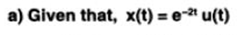 a) Given that, x(t) = e⁻²ᵗ u(t)